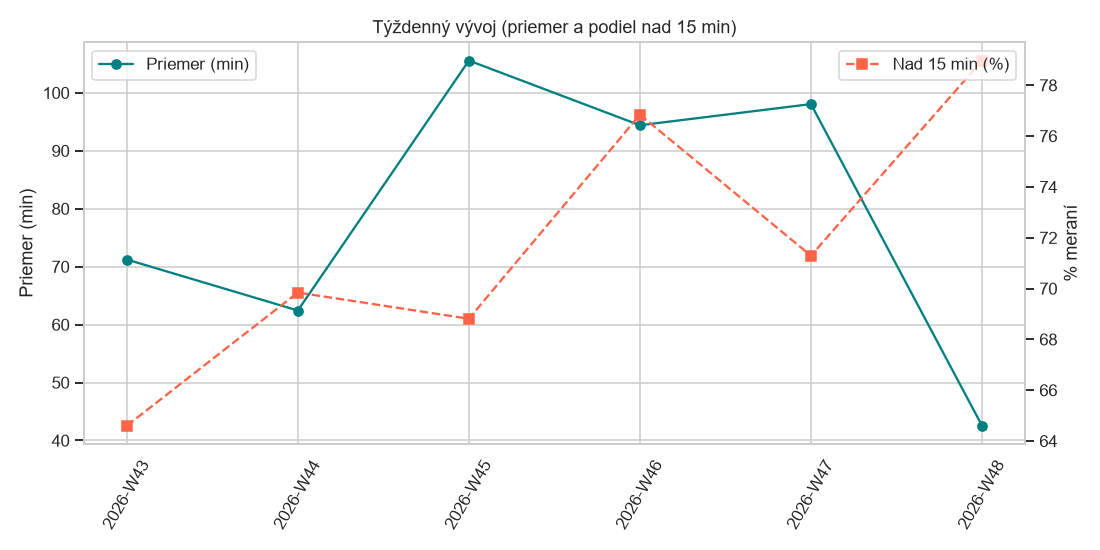 Týždenný vývoj (priemer a podiel nad 15 min)
Priemer (min)
Nad 15 min (%)
Priemer (min)
100
90
80
70
60
50
40
78
76
74
72
70
68
66
64
% meraní
2026-W43
2026-W44
2026-W45
2026-W46
2026-W47
2026-W48